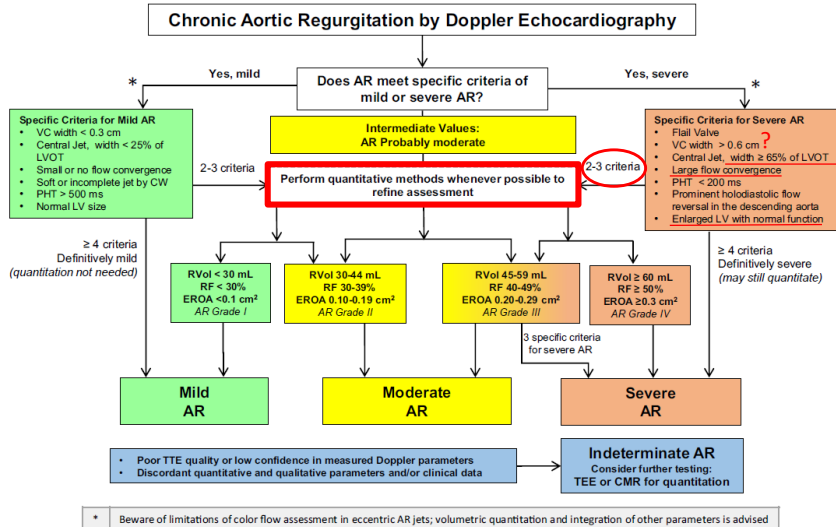 Chronic Aortic Regurgitation by Doppler Echocardiography
Does AR meet specific criteria of
mild or severe AR?
Yes, mild
Yes, severe
*
*
Specific Criteria for Mild AR
• VC width < 0.3 cm
• Central Jet, width < 25% of
LVOT
• Small or no flow convergence
• Soft or incomplete jet by CW
• PHT > 500 ms
• Normal LV size
Intermediate Values:
AR Probably moderate
Specific Criteria for Severe AR
• Flail Valve
• VC width > 0.6 cm ?
• Central Jet, width ≥ 65% of LVOT
• Large flow convergence
• PHT < 200 ms
• Prominent holodiastolic flow
reversal in the descending aorta
• Enlarged LV with normal function
2-3 criteria
Perform quantitative methods whenever possible to
refine assessment
2-3 criteria
≥ 4 criteria
Definitively mild
(quantitation not needed)
≥ 4 criteria
Definitively severe
(may still quantitate)
RVol < 30 mL
RF < 30%
EROA <0.1 cm²
AR Grade I
RVol 30-44 mL
RF 30-39%
EROA 0.10-0.19 cm²
AR Grade II
RVol 45-59 mL
RF 40-49%
EROA 0.20-0.29 cm²
AR Grade III
RVol ≥ 60 mL
RF ≥ 50%
EROA ≥0.3 cm²
AR Grade IV
3 specific criteria
for severe AR
Mild
AR
Moderate
AR
Severe
AR
• Poor TTE quality or low confidence in measured Doppler parameters
• Discordant quantitative and qualitative parameters and/or clinical data
Indeterminate AR
Consider further testing:
TEE or CMR for quantitation
* Beware of limitations of color flow assessment in eccentric AR jets; volumetric quantitation and integration of other parameters is advised